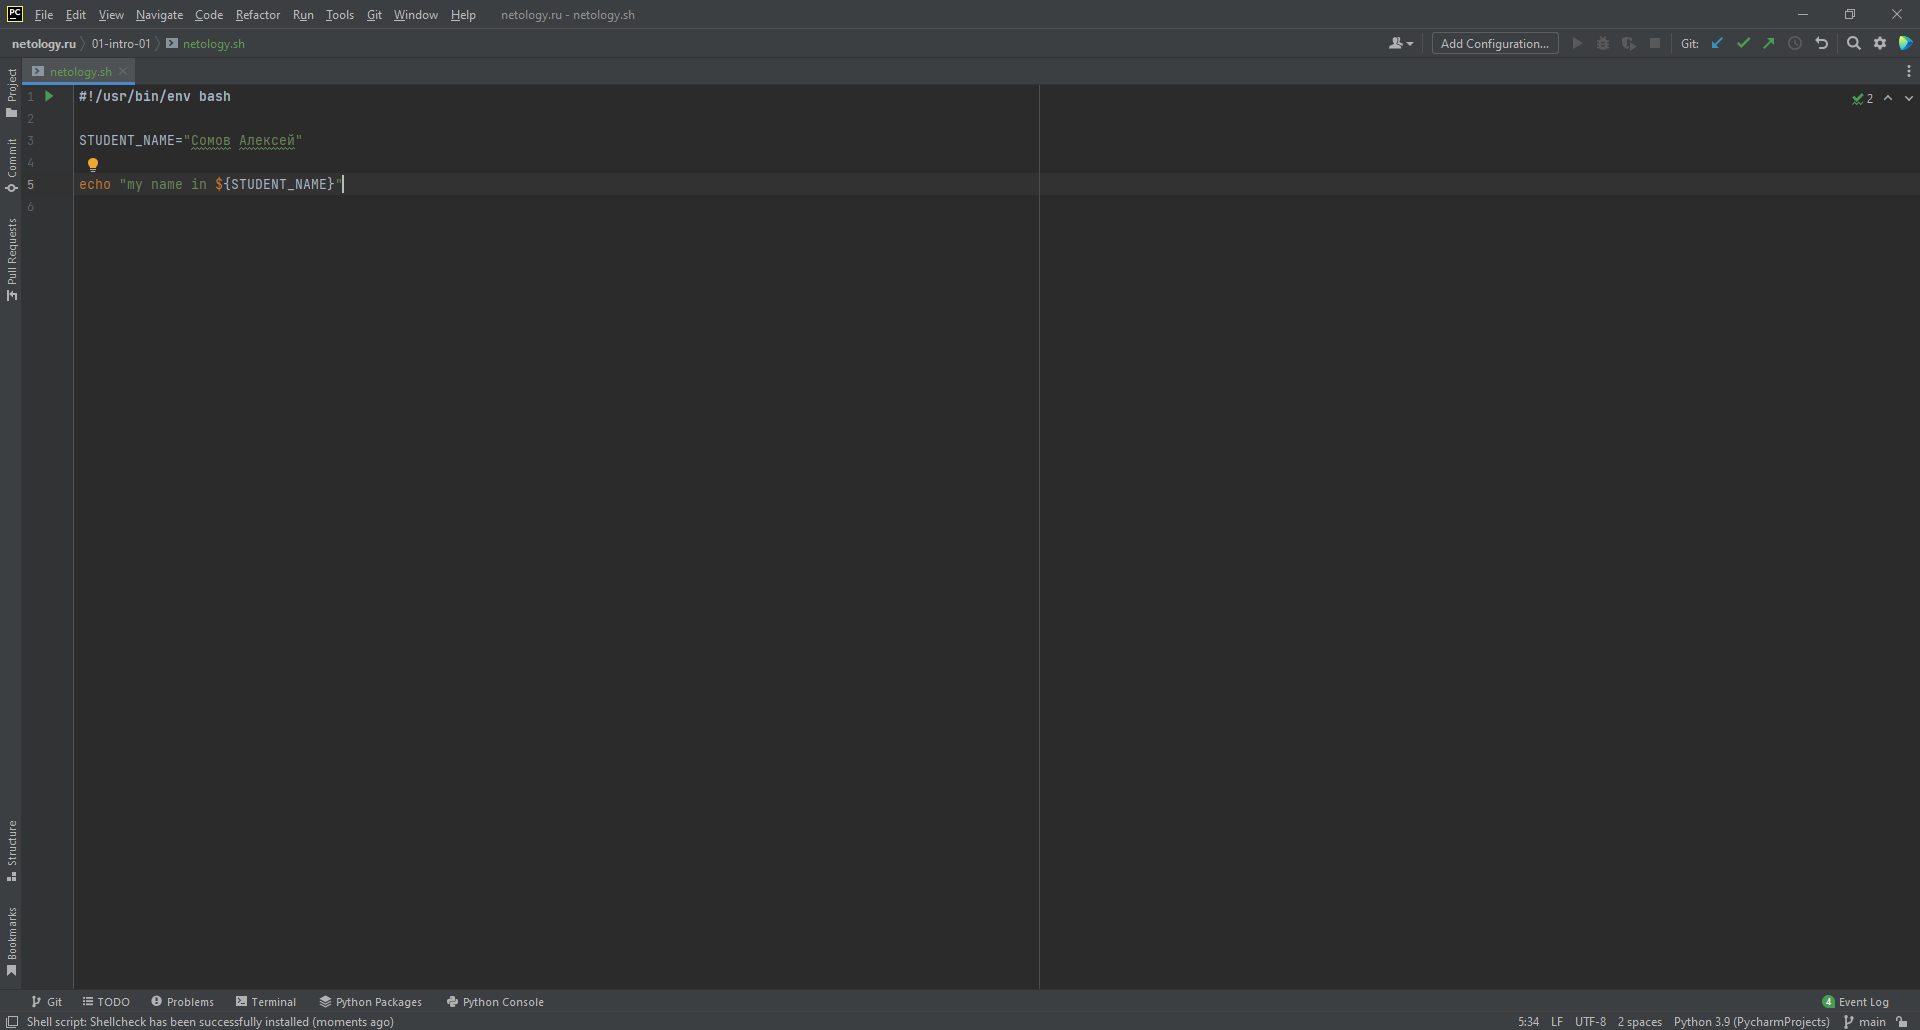 PC File Edit View Navigate Code Refactor Run Tools Git Window Help netology.ru - netology.sh
netology.ru 01-intro-01 netology.sh Add Configuration... Git:
netology.sh
1 #!/usr/bin/env bash 2
2
3 STUDENT_NAME="Сомов Алексей"
4
5 echo "my name in ${STUDENT_NAME}"
6
Project
Commit
Pull Requests
Structure
Bookmarks
Git TODO Problems Terminal Python Packages Python Console 4 Event Log
Shell script: Shellcheck has been successfully installed (moments ago) 5:34 LF UTF-8 2 spaces Python 3.9 (PycharmProjects) main